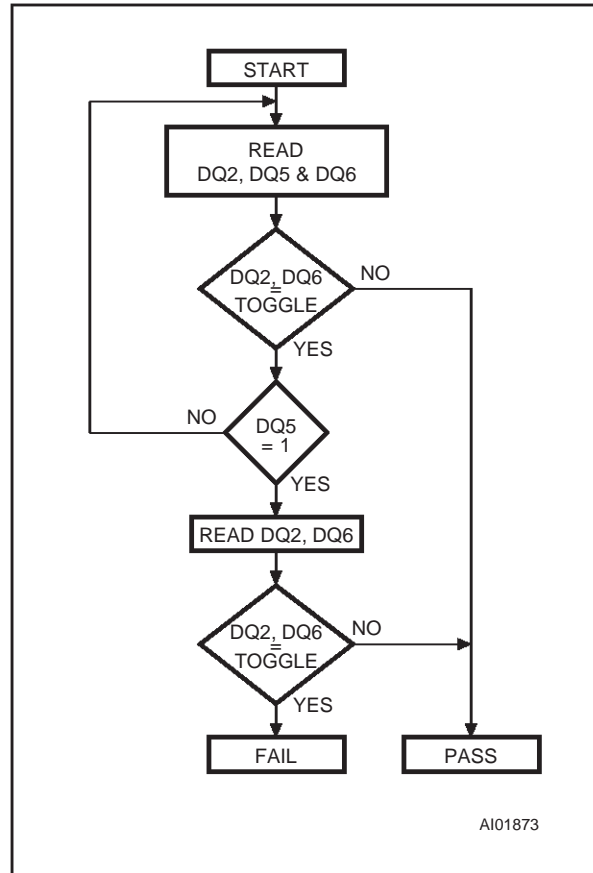 START
READ
DQ2, DQ5 & DQ6
DQ2, DQ6
=
TOGGLE
NO
YES
NO
DQ5
= 1
YES
READ DQ2, DQ6
DQ2, DQ6
=
TOGGLE
NO
YES
FAIL
PASS
AI01873